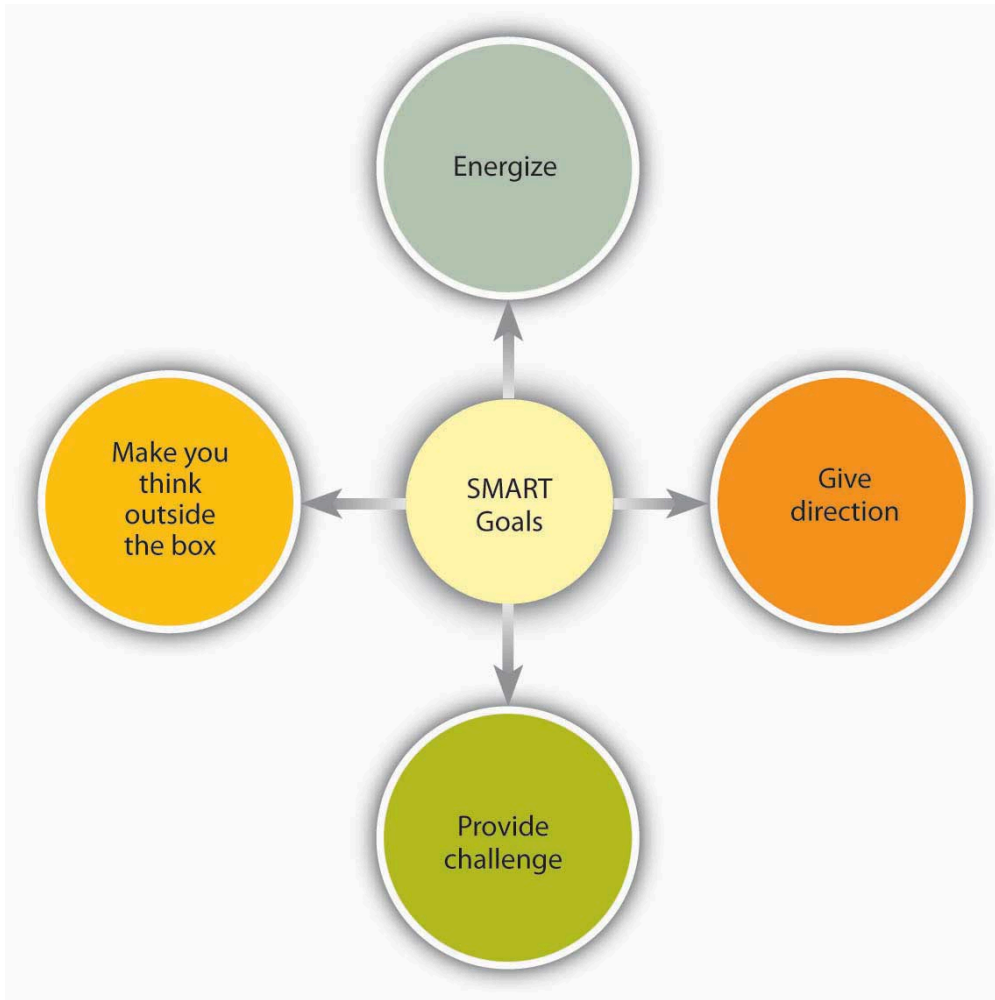 Energize
Make you
think
outside
the box
SMART
Goals
Give
direction
Provide
challenge